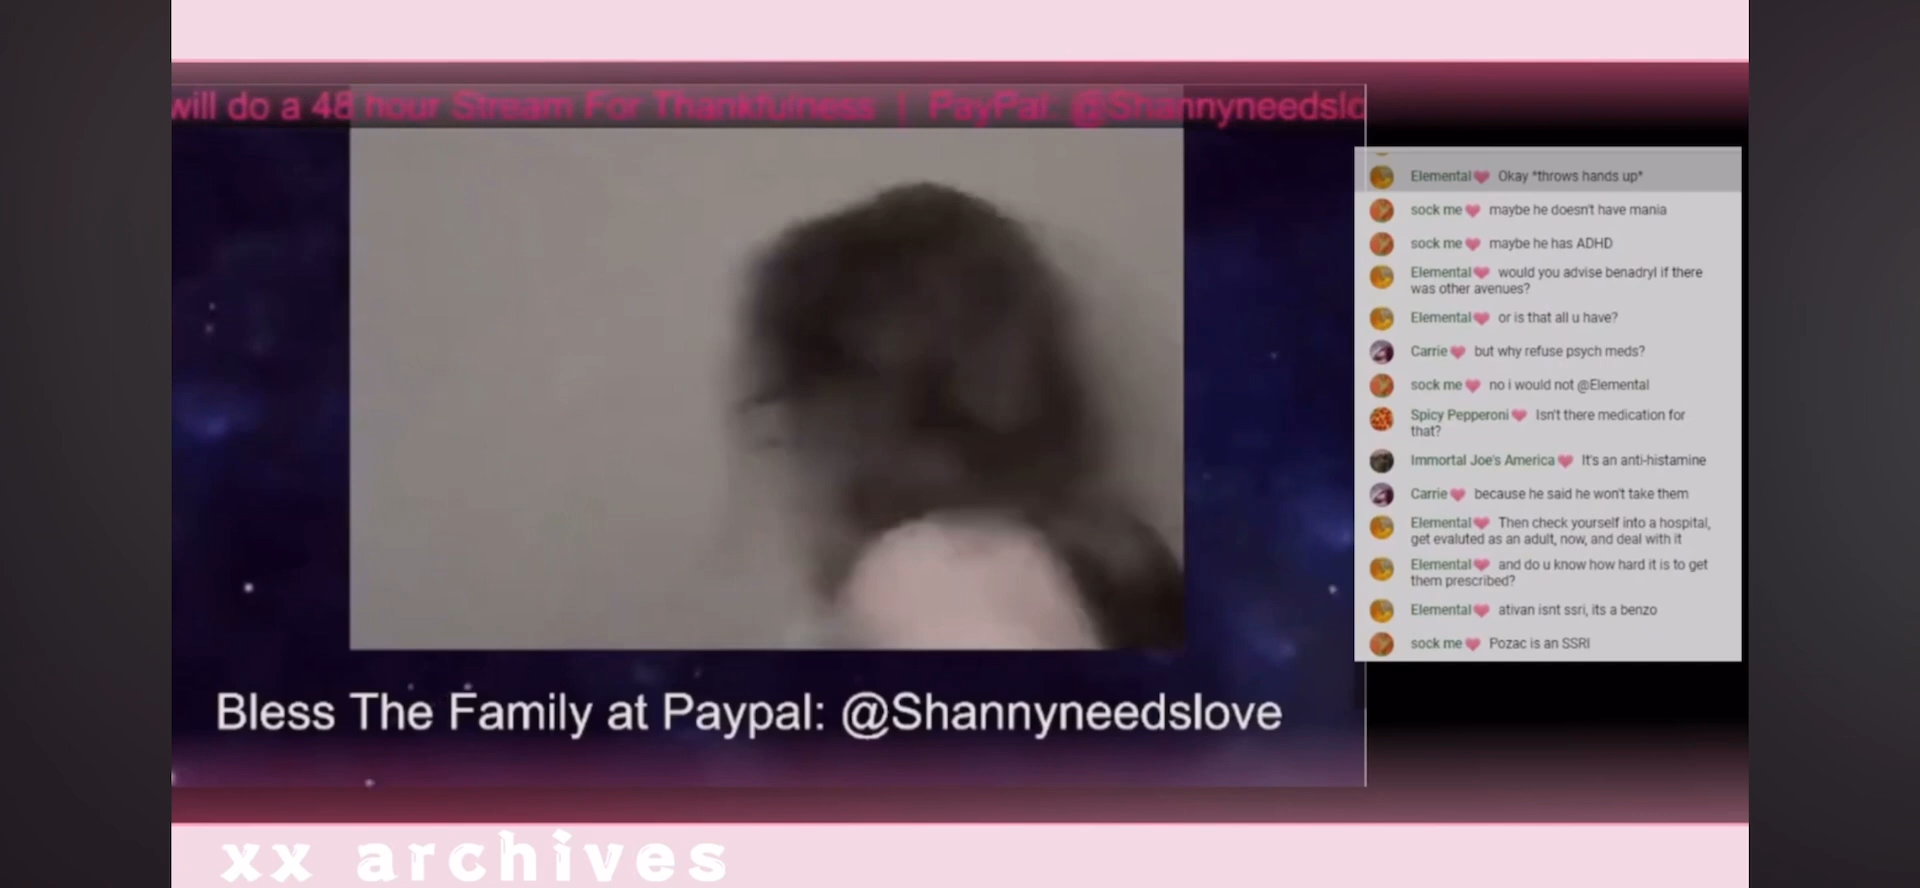 will do a 48 hour Stream For Thankfulness | PayPal: @Shannyneedslo
Elemental Okay *throws hands up*
sock me maybe he doesn't have mania
sock me maybe he has ADHD
Elemental would you advise benadryl if there
was other avenues?
Elemental or is that all u have?
Carrie but why refuse psych meds?
sock me no i would not @Elemental
Spicy Pepperoni Isn't there medication for
that?
Immortal Joe's America It's an anti-histamine
Carrie because he said he won't take them
Elemental Then check yourself into a hospital,
get evaluted as an adult, now, and deal with it
Elemental and do u know how hard it is to get
them prescribed?
Elemental ativan isnt ssri, its a benzo
sock me Pozac is an SSRI
Bless The Family at Paypal: @Shannyneedslove
xx archives